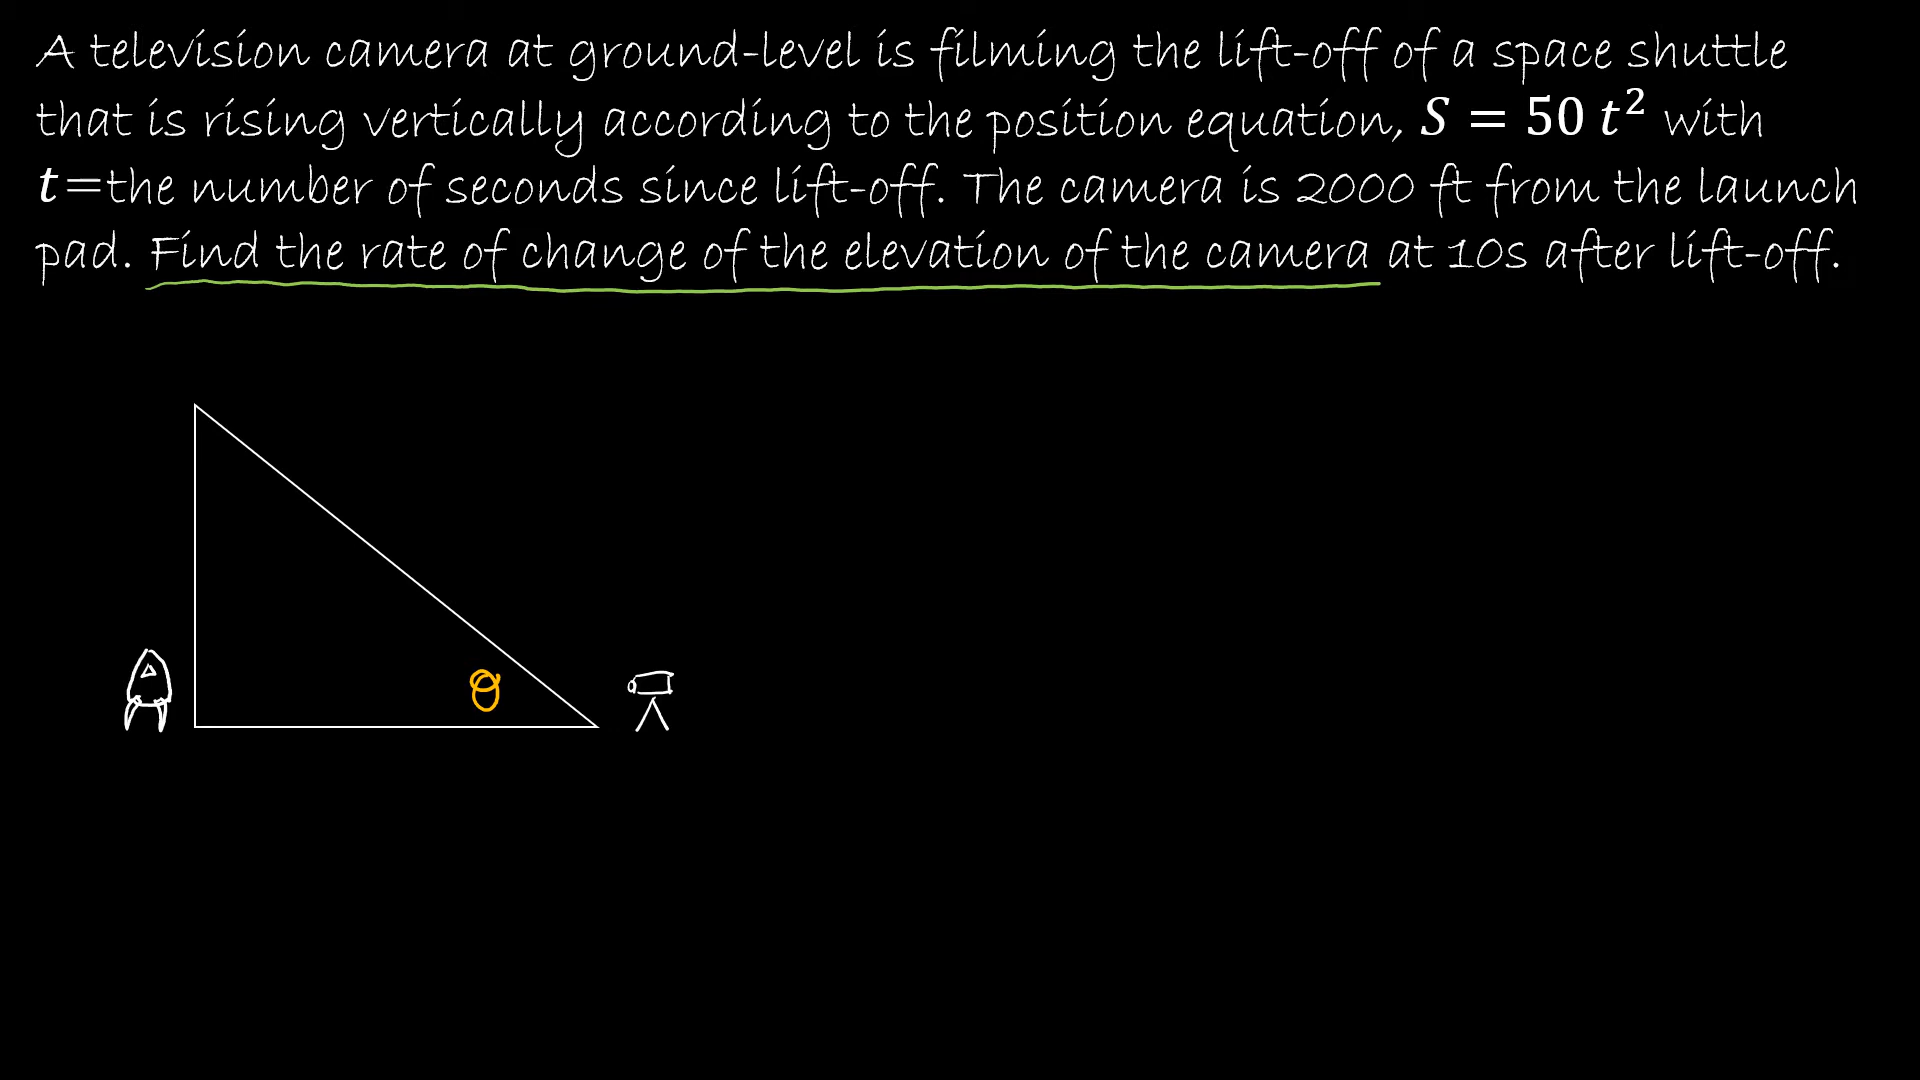 A television camera at ground-level is filming the lift-off of a space shuttle
that is rising vertically according to the position equation, S = 50 t² with
t=the number of seconds since lift-off. The camera is 2000 ft from the launch
pad. Find the rate of change of the elevation of the camera at 10s after lift-off.
θ